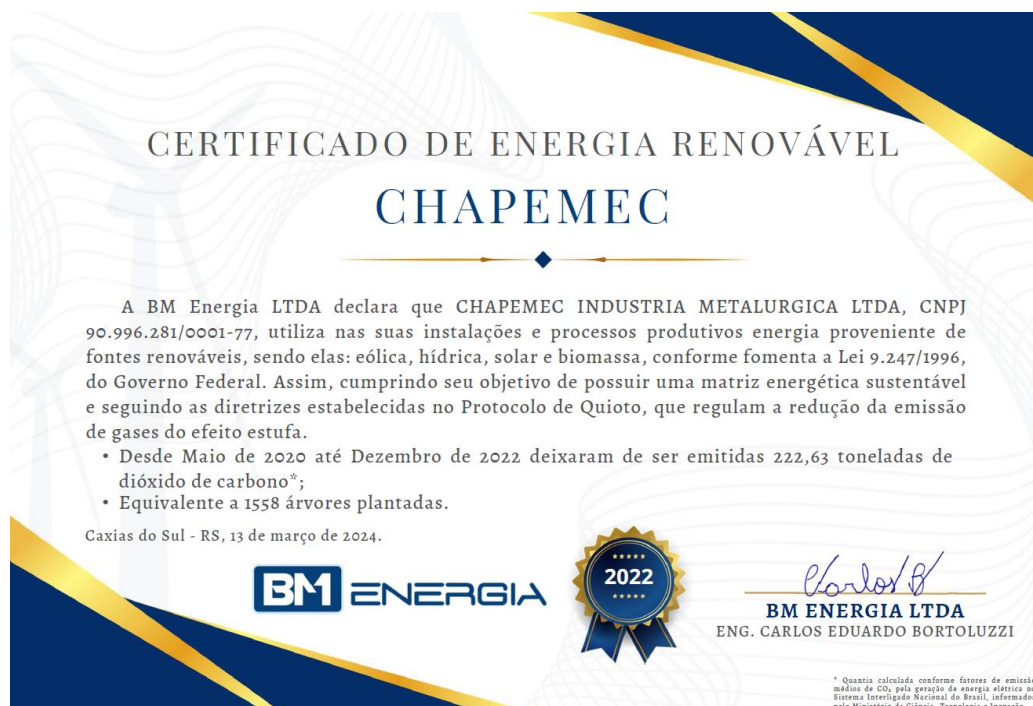 CERTIFICADO DE ENERGIA RENOVÁVEL
CHAPEMEC
A BM Energia LTDA declara que CHAPEMEC INDUSTRIA METALURGICA LTDA, CNPJ
90.996.281/0001-77, utiliza nas suas instalações e processos produtivos energia proveniente de
fontes renováveis, sendo elas: eólica, hídrica, solar e biomassa, conforme fomenta a Lei 9.247/1996,
do Governo Federal. Assim, cumprindo seu objetivo de possuir uma matriz energética sustentável
e seguindo as diretrizes estabelecidas no Protocolo de Quioto, que regulam a redução da emissão
de gases do efeito estufa.
• Desde Maio de 2020 até Dezembro de 2022 deixaram de ser emitidas 222,63 toneladas de
dióxido de carbono*;
• Equivalente a 1558 árvores plantadas.
Caxias do Sul - RS, 13 de março de 2024.
BM ENERGIA
2022
Carlos B
BM ENERGIA LTDA
ENG. CARLOS EDUARDO BORTOLUZZI
* Quantia calculada conforme fatores de emissão
médios de CO₂ pela geração de energia elétrica no
Sistema Interligado Nacional do Brasil, informados
pelo Ministério da Ciência, Tecnologia e Inovação